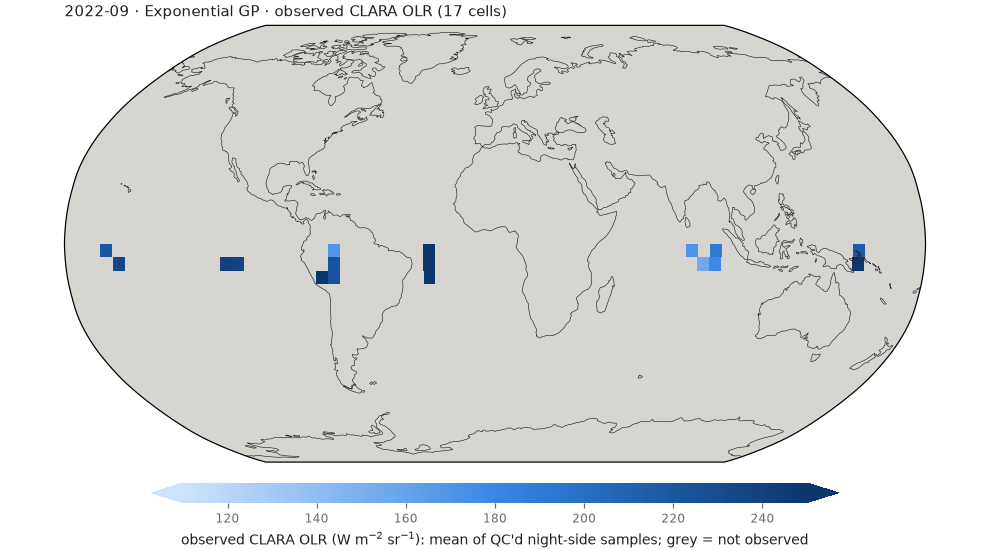 2022-09 · Exponential GP · observed CLARA OLR (17 cells)
120 140 160 180 200 220 240
observed CLARA OLR (W m⁻² sr⁻¹): mean of QC'd night-side samples; grey = not observed